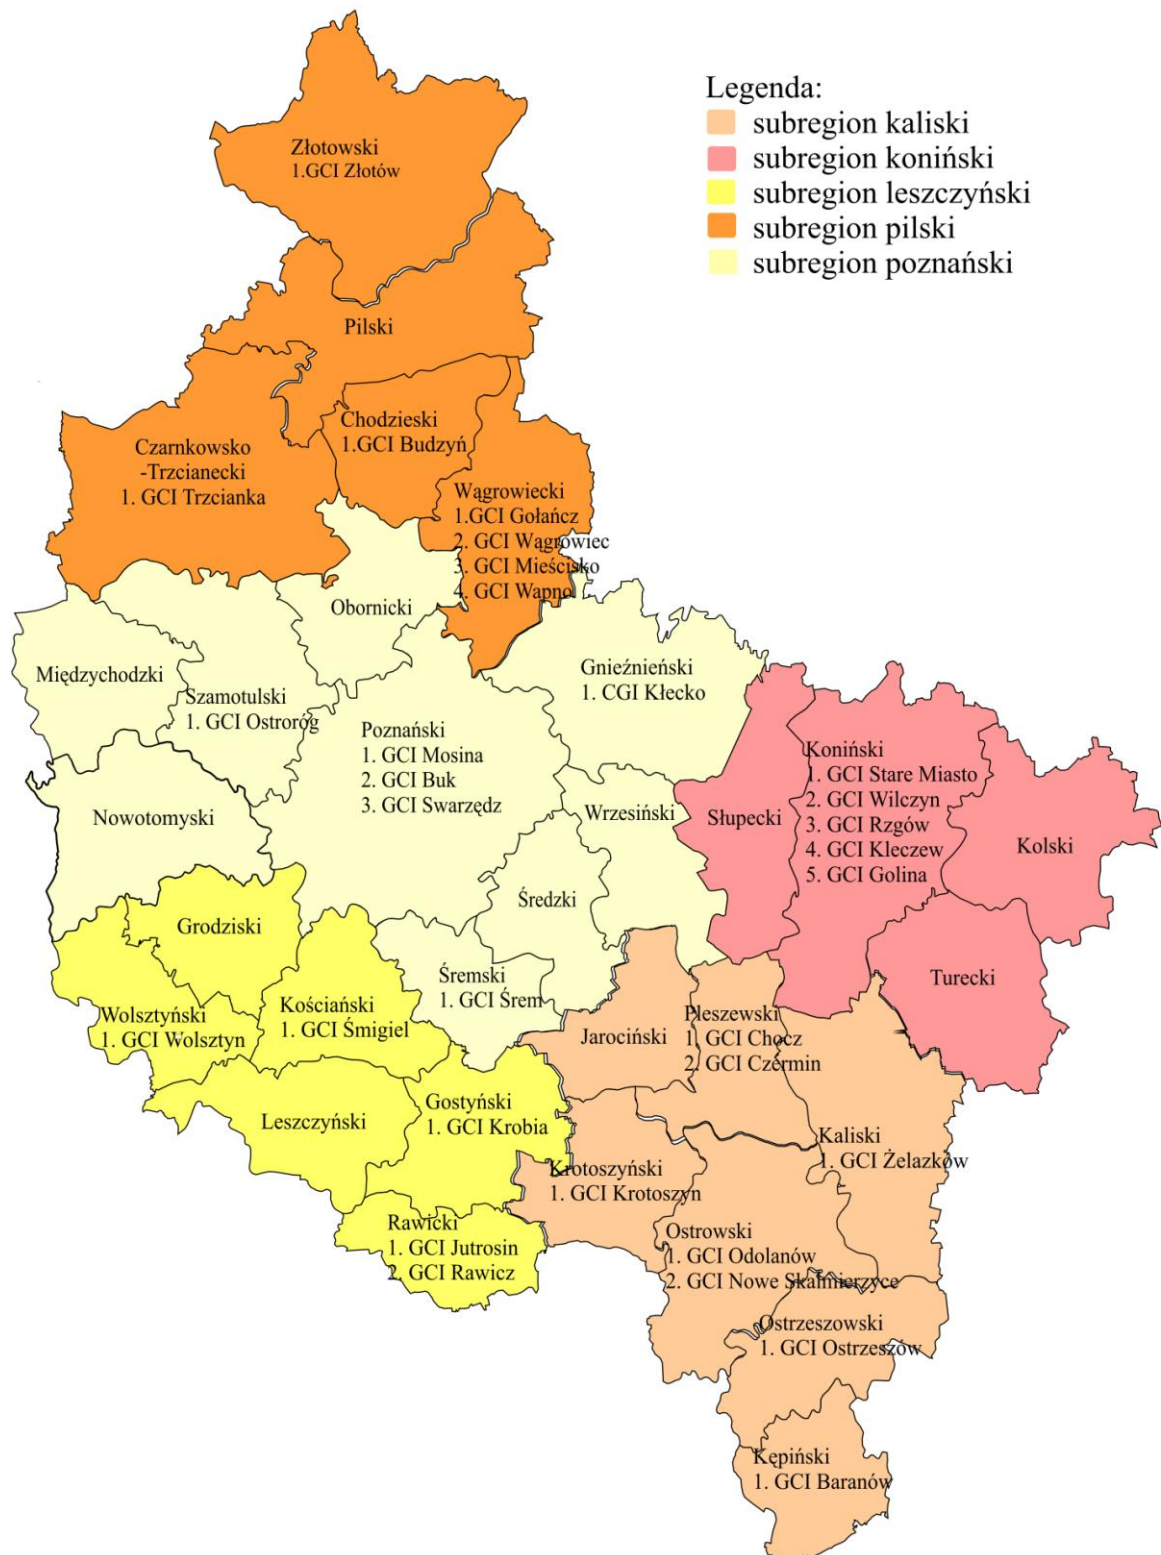 Legenda:
subregion kaliski
subregion koniński
subregion leszczyński
subregion pilski
subregion poznański
Złotowski
1.GCI Złotów
Pilski
Chodzieski
1.GCI Budzyń
Czarnkowsko
-Trzcianecki
1. GCI Trzcianka
Wągrowiecki
1.GCI Gołańcz
2. GCI Wągrowiec
3. GCI Mieścisko
4. GCI Wapno
Obornicki
Międzychodzki
Szamotulski
1. GCI Ostroróg
Gnieźnieński
1. CGI Kłecko
Poznański
1. GCI Mosina
2. GCI Buk
3. GCI Swarzędz
Nowotomyski
Wrzesiński
Słupecki
Koniński
1. GCI Stare Miasto
2. GCI Wilczyn
3. GCI Rzgów
4. GCI Kleczew
5. GCI Golina
Kolski
Średzki
Grodziski
Śremski
1. GCI Śrem
Turecki
Wolsztyński
1. GCI Wolsztyn
Kościański
1. GCI Śmigiel
Jarociński
Pleszewski
1. GCI Chocz
2. GCI Czermin
Leszczyński
Gostyński
1. GCI Krobia
Kaliski
1. GCI Żelazków
Krotoszyński
1. GCI Krotoszyn
Rawicki
1. GCI Jutrosin
2. GCI Rawicz
Ostrowski
1. GCI Odolanów
2. GCI Nowe Skalmierzyce
Ostrzeszowski
1. GCI Ostrzeszów
Kępiński
1. GCI Baranów